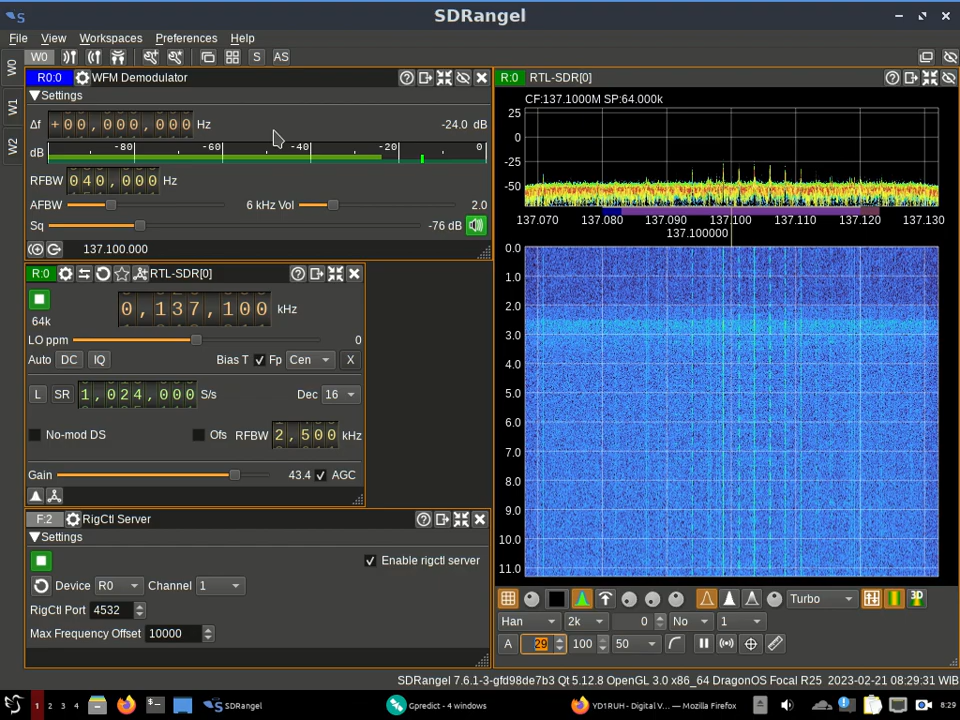 SDRangel
File View Workspaces Preferences Help
W0 S AS
W0
W1
W2
R0:0 WFM Demodulator
Settings
Δf +00,000,000 Hz -24.0 dB
dB -80 -60 -40 -20 0
RFBW 040,000 Hz
AFBW 6 kHz Vol 2.0
Sq -76 dB
137.100.000
R:0 RTL-SDR[0]
64k 0,137,100 kHz
LO ppm 0
Auto DC IQ Bias T Fp Cen X
L SR 1,024,000 S/s Dec 16
No-mod DS Ofs RFBW 2,500 kHz
Gain 43.4 AGC
F:2 RigCtl Server
Settings
Enable rigctl server
Device R0 Channel 1
RigCtl Port 4532
Max Frequency Offset 10000
R:0 RTL-SDR[0]
CF:137.1000M SP:64.000k
25
0
-25
-50
137.070 137.080 137.090 137.100 137.110 137.120 137.130
137.100000
0.0
1.0
2.0
3.0
4.0
5.0
6.0
7.0
8.0
9.0
10.0
11.0
Turbo 3D
Han 2k 0 No 1
A 29 100 50
SDRangel 7.6.1-3-gfd98de7b3 Qt 5.12.8 OpenGL 3.0 x86_64 DragonOS Focal R25 2023-02-21 08:29:31 WIB
1 2 3 4 SDRangel Gpredict - 4 windows YD1RUH - Digital V... — Mozilla Firefox 8:29